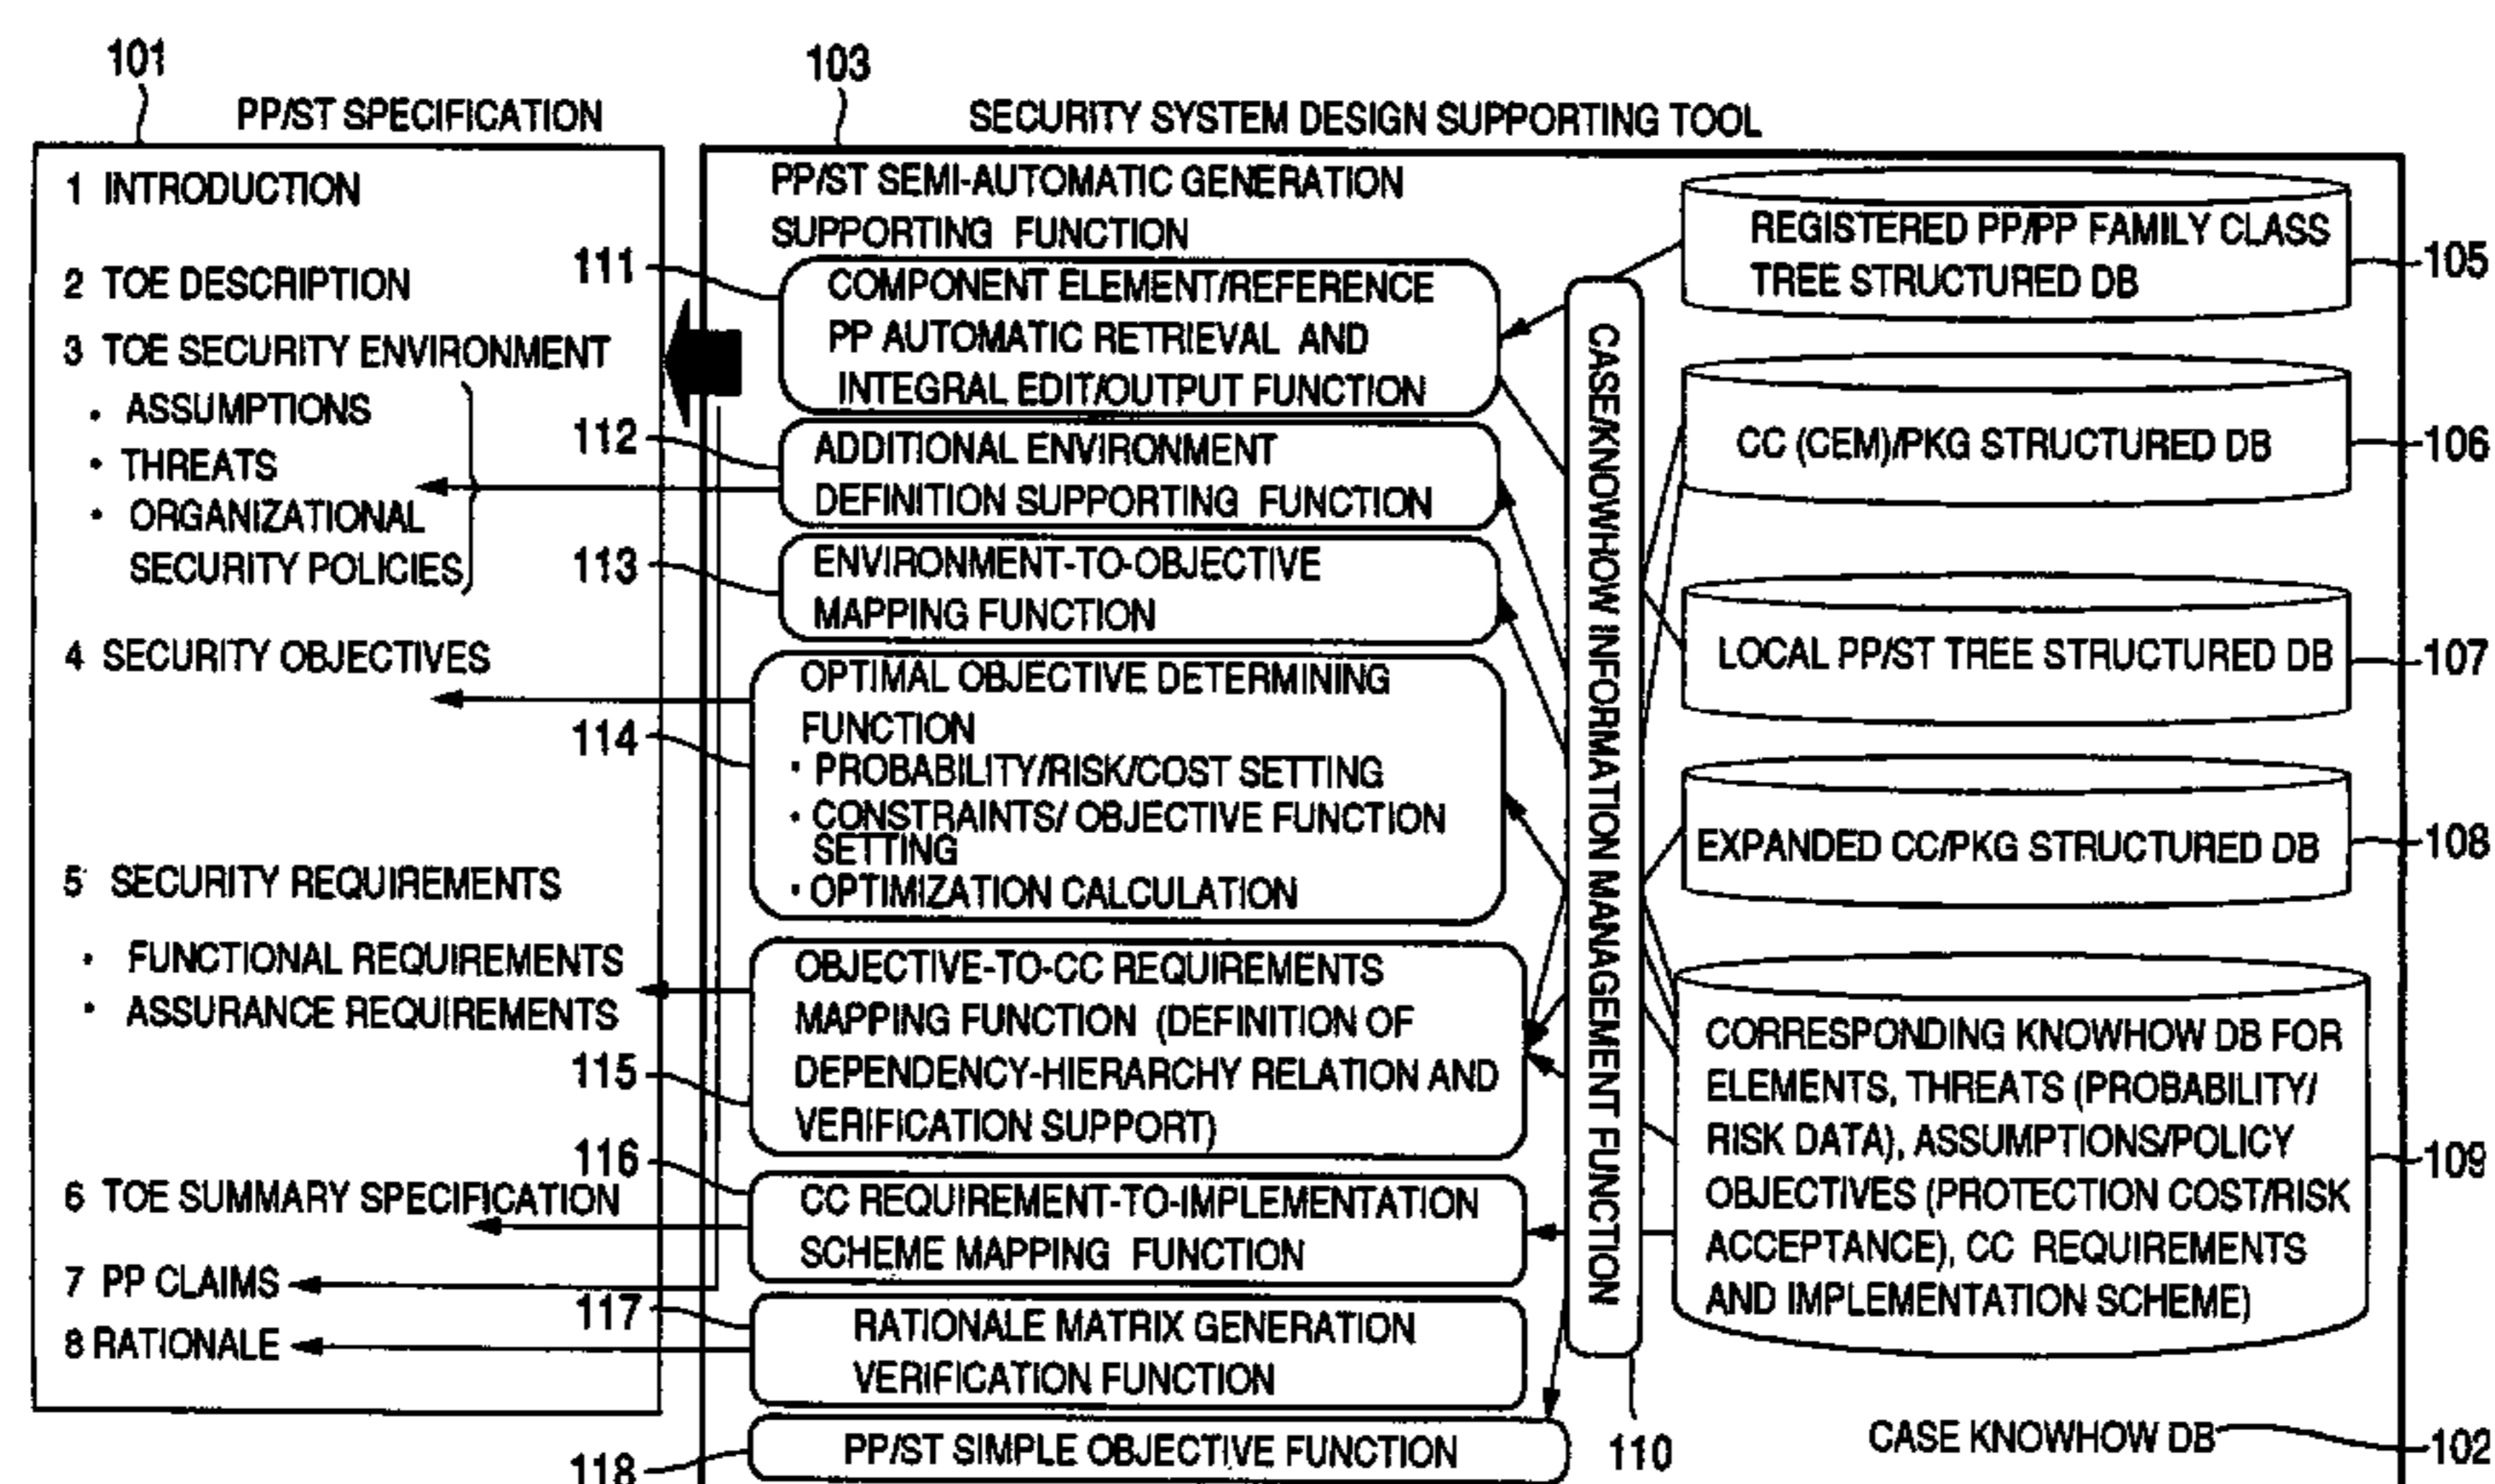 101
PP/ST SPECIFICATION
1 INTRODUCTION
2 TOE DESCRIPTION
3 TOE SECURITY ENVIRONMENT
• ASSUMPTIONS
• THREATS
• ORGANIZATIONAL
SECURITY POLICIES
4 SECURITY OBJECTIVES
5 SECURITY REQUIREMENTS
• FUNCTIONAL REQUIREMENTS
• ASSURANCE REQUIREMENTS
6 TOE SUMMARY SPECIFICATION
7 PP CLAIMS
8 RATIONALE
103
SECURITY SYSTEM DESIGN SUPPORTING TOOL
PP/ST SEMI-AUTOMATIC GENERATION
SUPPORTING FUNCTION
111
COMPONENT ELEMENT/REFERENCE
PP AUTOMATIC RETRIEVAL AND
INTEGRAL EDIT/OUTPUT FUNCTION
112
ADDITIONAL ENVIRONMENT
DEFINITION SUPPORTING FUNCTION
113
ENVIRONMENT-TO-OBJECTIVE
MAPPING FUNCTION
114
OPTIMAL OBJECTIVE DETERMINING
FUNCTION
• PROBABILITY/RISK/COST SETTING
• CONSTRAINTS/ OBJECTIVE FUNCTION
SETTING
• OPTIMIZATION CALCULATION
115
OBJECTIVE-TO-CC REQUIREMENTS
MAPPING FUNCTION (DEFINITION OF
DEPENDENCY-HIERARCHY RELATION AND
VERIFICATION SUPPORT)
116
CC REQUIREMENT-TO-IMPLEMENTATION
SCHEME MAPPING FUNCTION
117
RATIONALE MATRIX GENERATION
VERIFICATION FUNCTION
118
PP/ST SIMPLE OBJECTIVE FUNCTION
CASE/KNOWHOW INFORMATION MANAGEMENT FUNCTION
110
REGISTERED PP/PP FAMILY CLASS
TREE STRUCTURED DB
105
CC (CEM)/PKG STRUCTURED DB
106
LOCAL PP/ST TREE STRUCTURED DB
107
EXPANDED CC/PKG STRUCTURED DB
108
CORRESPONDING KNOWHOW DB FOR
ELEMENTS, THREATS (PROBABILITY/
RISK DATA), ASSUMPTIONS/POLICY
OBJECTIVES (PROTECTION COST/RISK
ACCEPTANCE), CC REQUIREMENTS
AND IMPLEMENTATION SCHEME)
109
CASE KNOWHOW DB
102